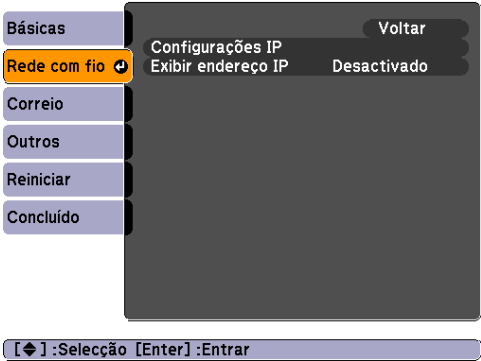 Básicas
Rede com fio
Correio
Outros
Reiniciar
Concluído
Voltar
Configurações IP
Exibir endereço IP Desactivado
[◆] :Selecção [Enter] :Entrar